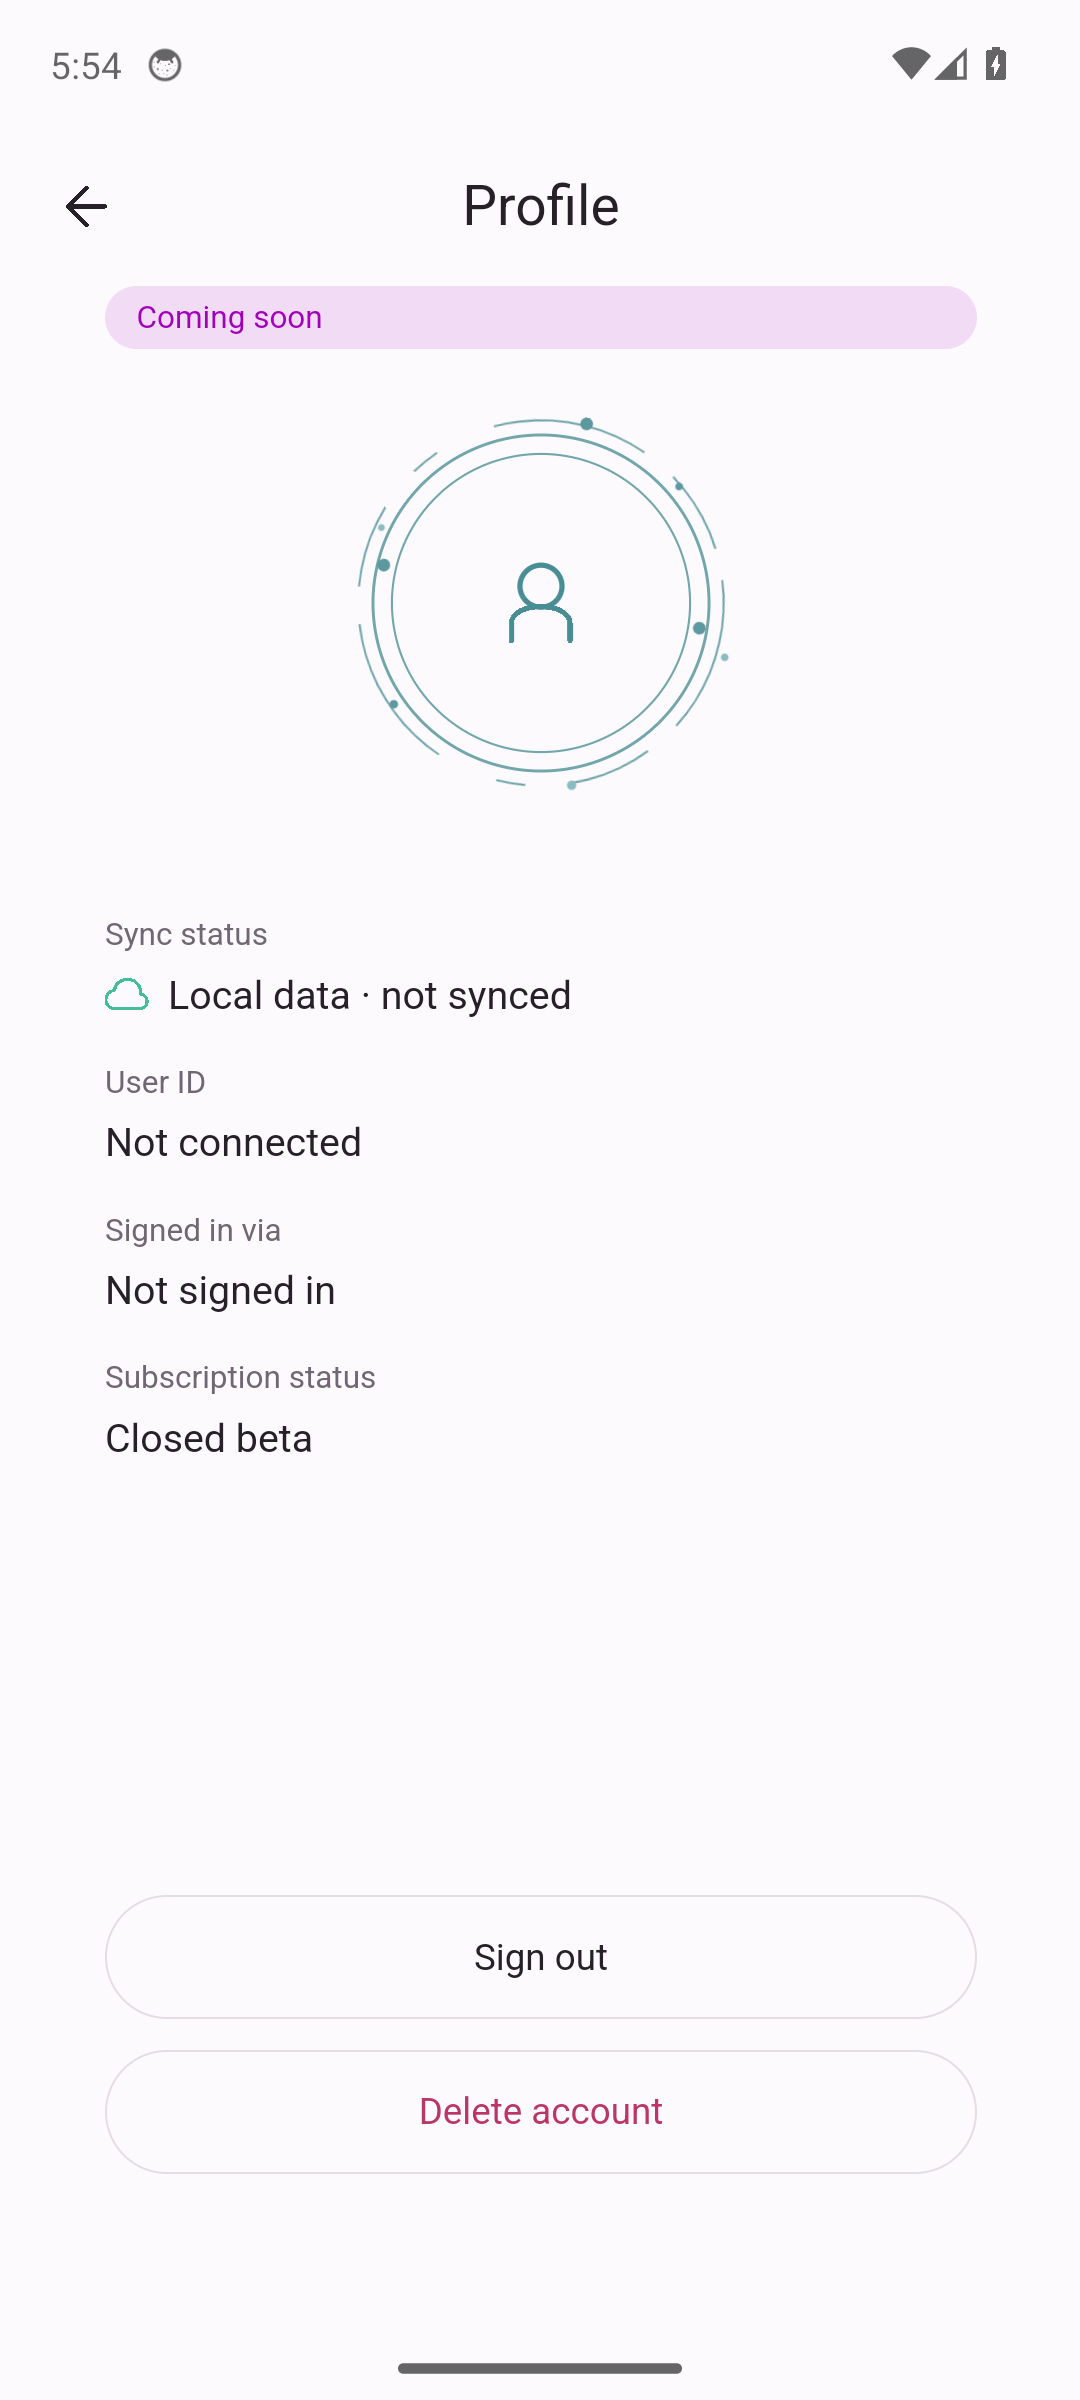 5:54
Profile
Coming soon
Sync status
Local data · not synced
User ID
Not connected
Signed in via
Not signed in
Subscription status
Closed beta
Sign out
Delete account